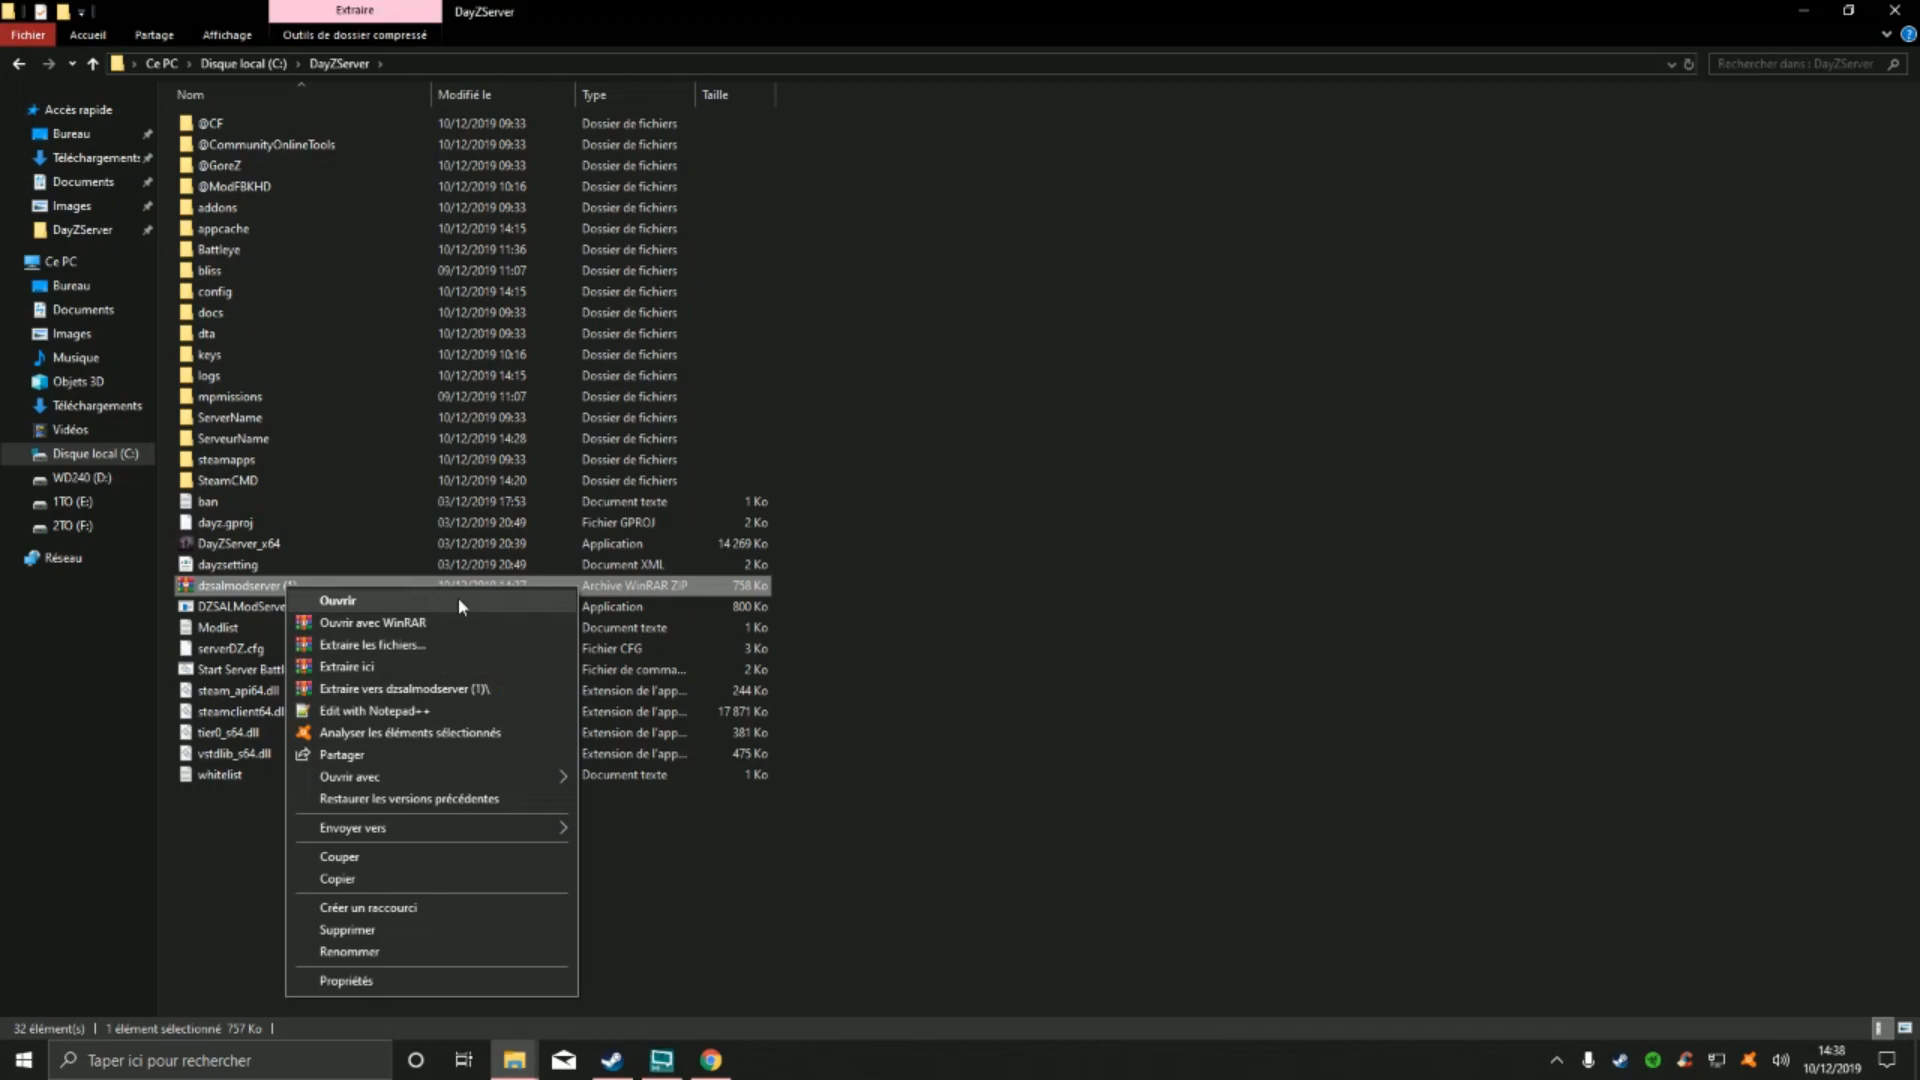 Extraire
DayZServer
Fichier
Accueil
Partage
Affichage
Outils de dossier compressé
Ce PC > Disque local (C:) > DayZServer >
Rechercher dans : DayZServer
Nom Modifié le Type Taille
Accès rapide
Bureau
Téléchargement:
Documents
Images
DayZServer
Ce PC
Bureau
Documents
Images
Musique
Objets 3D
Téléchargements
Vidéos
Disque local (C:)
WD240 (D:)
1TO (E:)
2TO (F:)
Réseau
@CF 10/12/2019 09:33 Dossier de fichiers
@CommunityOnlineTools 10/12/2019 09:33 Dossier de fichiers
@GoreZ 10/12/2019 09:33 Dossier de fichiers
@ModFBKHD 10/12/2019 10:16 Dossier de fichiers
addons 10/12/2019 09:33 Dossier de fichiers
appcache 10/12/2019 14:15 Dossier de fichiers
Battleye 10/12/2019 11:36 Dossier de fichiers
bliss 09/12/2019 11:07 Dossier de fichiers
config 10/12/2019 14:15 Dossier de fichiers
docs 10/12/2019 09:33 Dossier de fichiers
dta 10/12/2019 09:33 Dossier de fichiers
keys 10/12/2019 10:16 Dossier de fichiers
logs 10/12/2019 14:15 Dossier de fichiers
mpmissions 09/12/2019 11:07 Dossier de fichiers
ServerName 10/12/2019 09:33 Dossier de fichiers
ServeurName 10/12/2019 14:28 Dossier de fichiers
steamapps 10/12/2019 09:33 Dossier de fichiers
SteamCMD 10/12/2019 14:20 Dossier de fichiers
ban 03/12/2019 17:53 Document texte 1 Ko
dayz.gproj 03/12/2019 20:49 Fichier GPROJ 2 Ko
DayZServer_x64 03/12/2019 20:39 Application 14 269 Ko
dayzsetting 03/12/2019 20:49 Document XML 2 Ko
dzsalmodserver (1) Archive WinRAR ZIP 758 Ko
DZSALModServe Application 800 Ko
Modlist Document texte 1 Ko
serverDZ.cfg Fichier CFG 3 Ko
Start Server Battl Fichier de comma... 2 Ko
steam_api64.dll Extension de l'app... 244 Ko
steamclient64.dl Extension de l'app... 17 871 Ko
tier0_s64.dll Extension de l'app... 381 Ko
vstdlib_s64.dll Extension de l'app... 475 Ko
whitelist Document texte 1 Ko
Ouvrir
Ouvrir avec WinRAR
Extraire les fichiers...
Extraire ici
Extraire vers dzsalmodserver (1)\
Edit with Notepad++
Analyser les éléments sélectionnés
Partager
Ouvrir avec
Restaurer les versions précédentes
Envoyer vers
Couper
Copier
Créer un raccourci
Supprimer
Renommer
Propriétés
32 élément(s) | 1 élément sélectionné 757 Ko |
Taper ici pour rechercher
14:38
10/12/2019